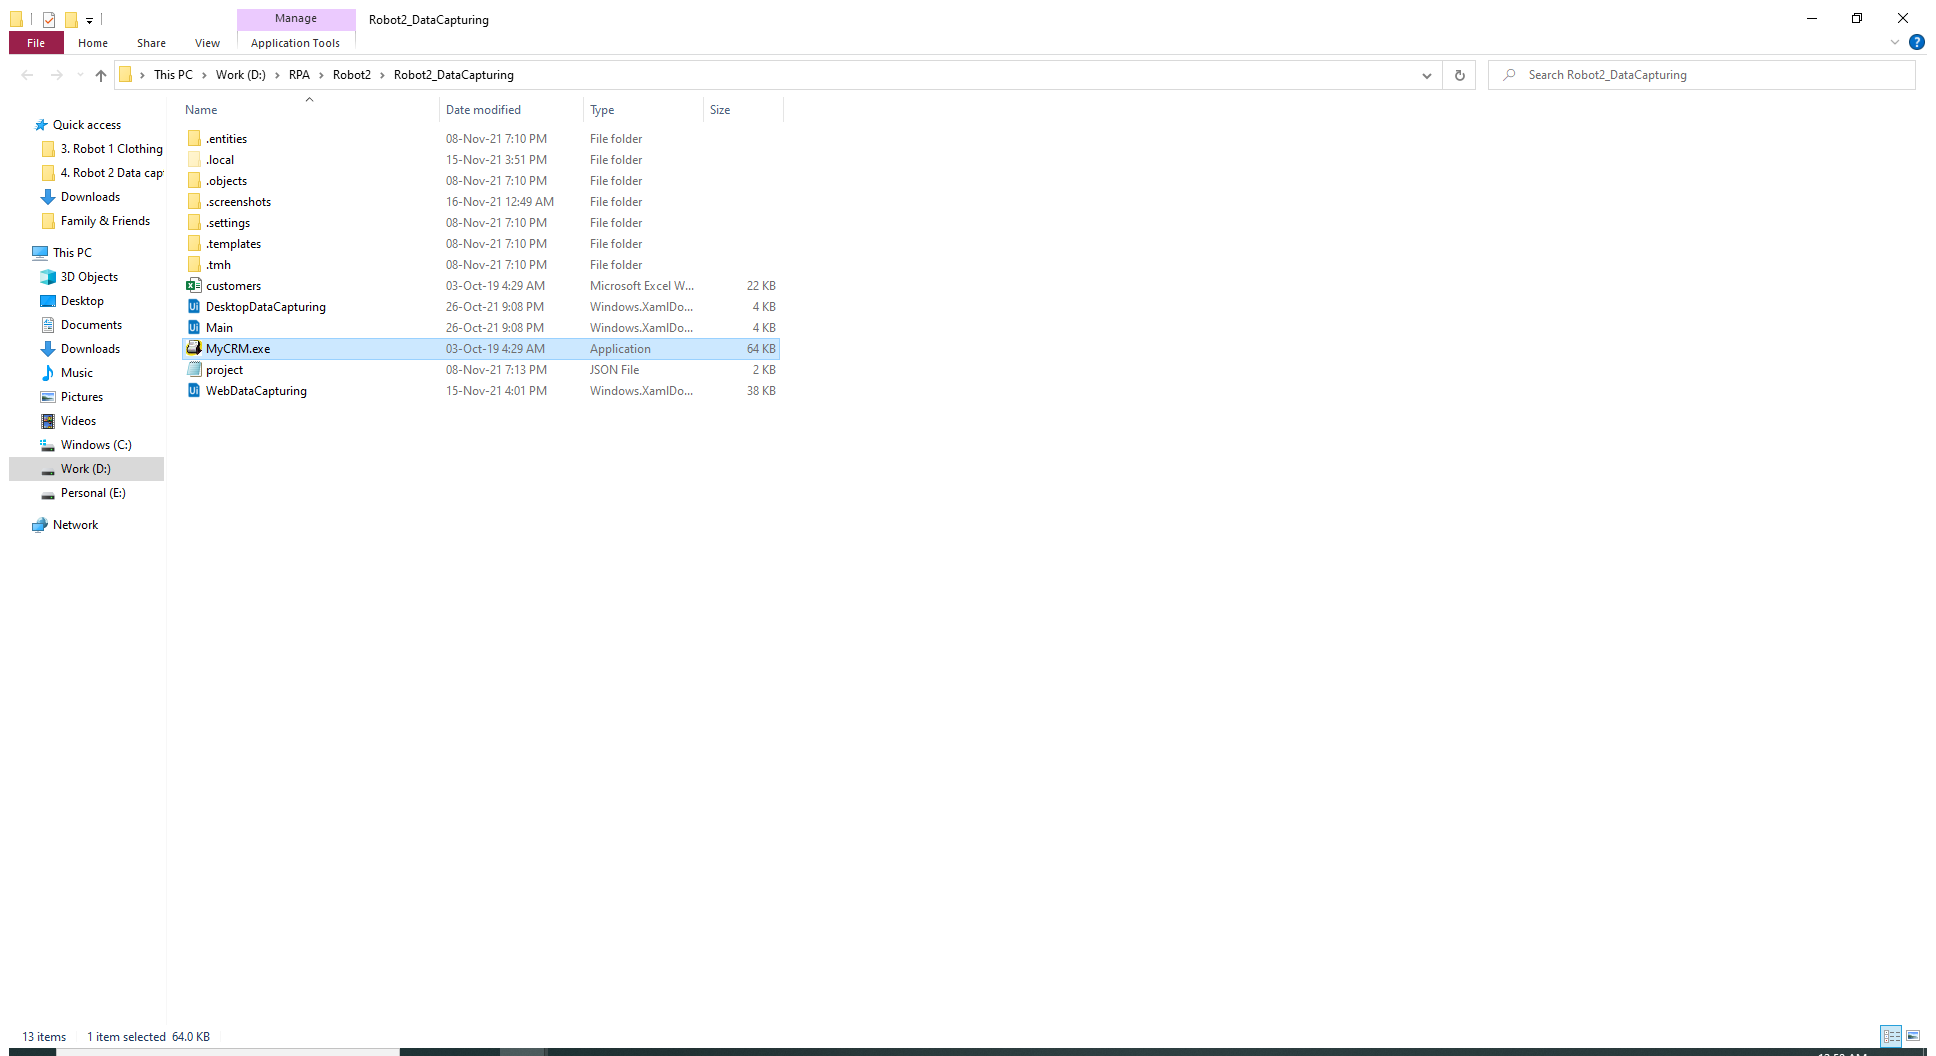 Manage
Robot2_DataCapturing
File
Home
Share
View
Application Tools
This PC
Work (D:)
RPA
Robot2
Robot2_DataCapturing
Search Robot2_DataCapturing
Name
Date modified
Type
Size
Quick access
3. Robot 1 Clothing
4. Robot 2 Data cap
Downloads
Family & Friends
This PC
3D Objects
Desktop
Documents
Downloads
Music
Pictures
Videos
Windows (C:)
Work (D:)
Personal (E:)
Network
.entities 08-Nov-21 7:10 PM File folder
.local 15-Nov-21 3:51 PM File folder
.objects 08-Nov-21 7:10 PM File folder
.screenshots 16-Nov-21 12:49 AM File folder
.settings 08-Nov-21 7:10 PM File folder
.templates 08-Nov-21 7:10 PM File folder
.tmh 08-Nov-21 7:10 PM File folder
customers 03-Oct-19 4:29 AM Microsoft Excel W... 22 KB
DesktopDataCapturing 26-Oct-21 9:08 PM Windows.XamlDo... 4 KB
Main 26-Oct-21 9:08 PM Windows.XamlDo... 4 KB
MyCRM.exe 03-Oct-19 4:29 AM Application 64 KB
project 08-Nov-21 7:13 PM JSON File 2 KB
WebDataCapturing 15-Nov-21 4:01 PM Windows.XamlDo... 38 KB
13 items
1 item selected 64.0 KB